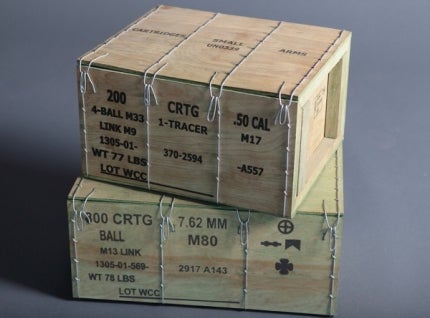 CARTRIDGES
SMALL
UN0339
ARMS
200
4-BALL M33
LINK M9
1305-01-
WT 77 LBS
LOT WCC
CRTG
1-TRACER
370-2594
.50 CAL
M17
-A557
800 CRTG
BALL
M13 LINK
1305-01-569-
WT 78 LBS
LOT WCC
7.62 MM
M80
2917 A143